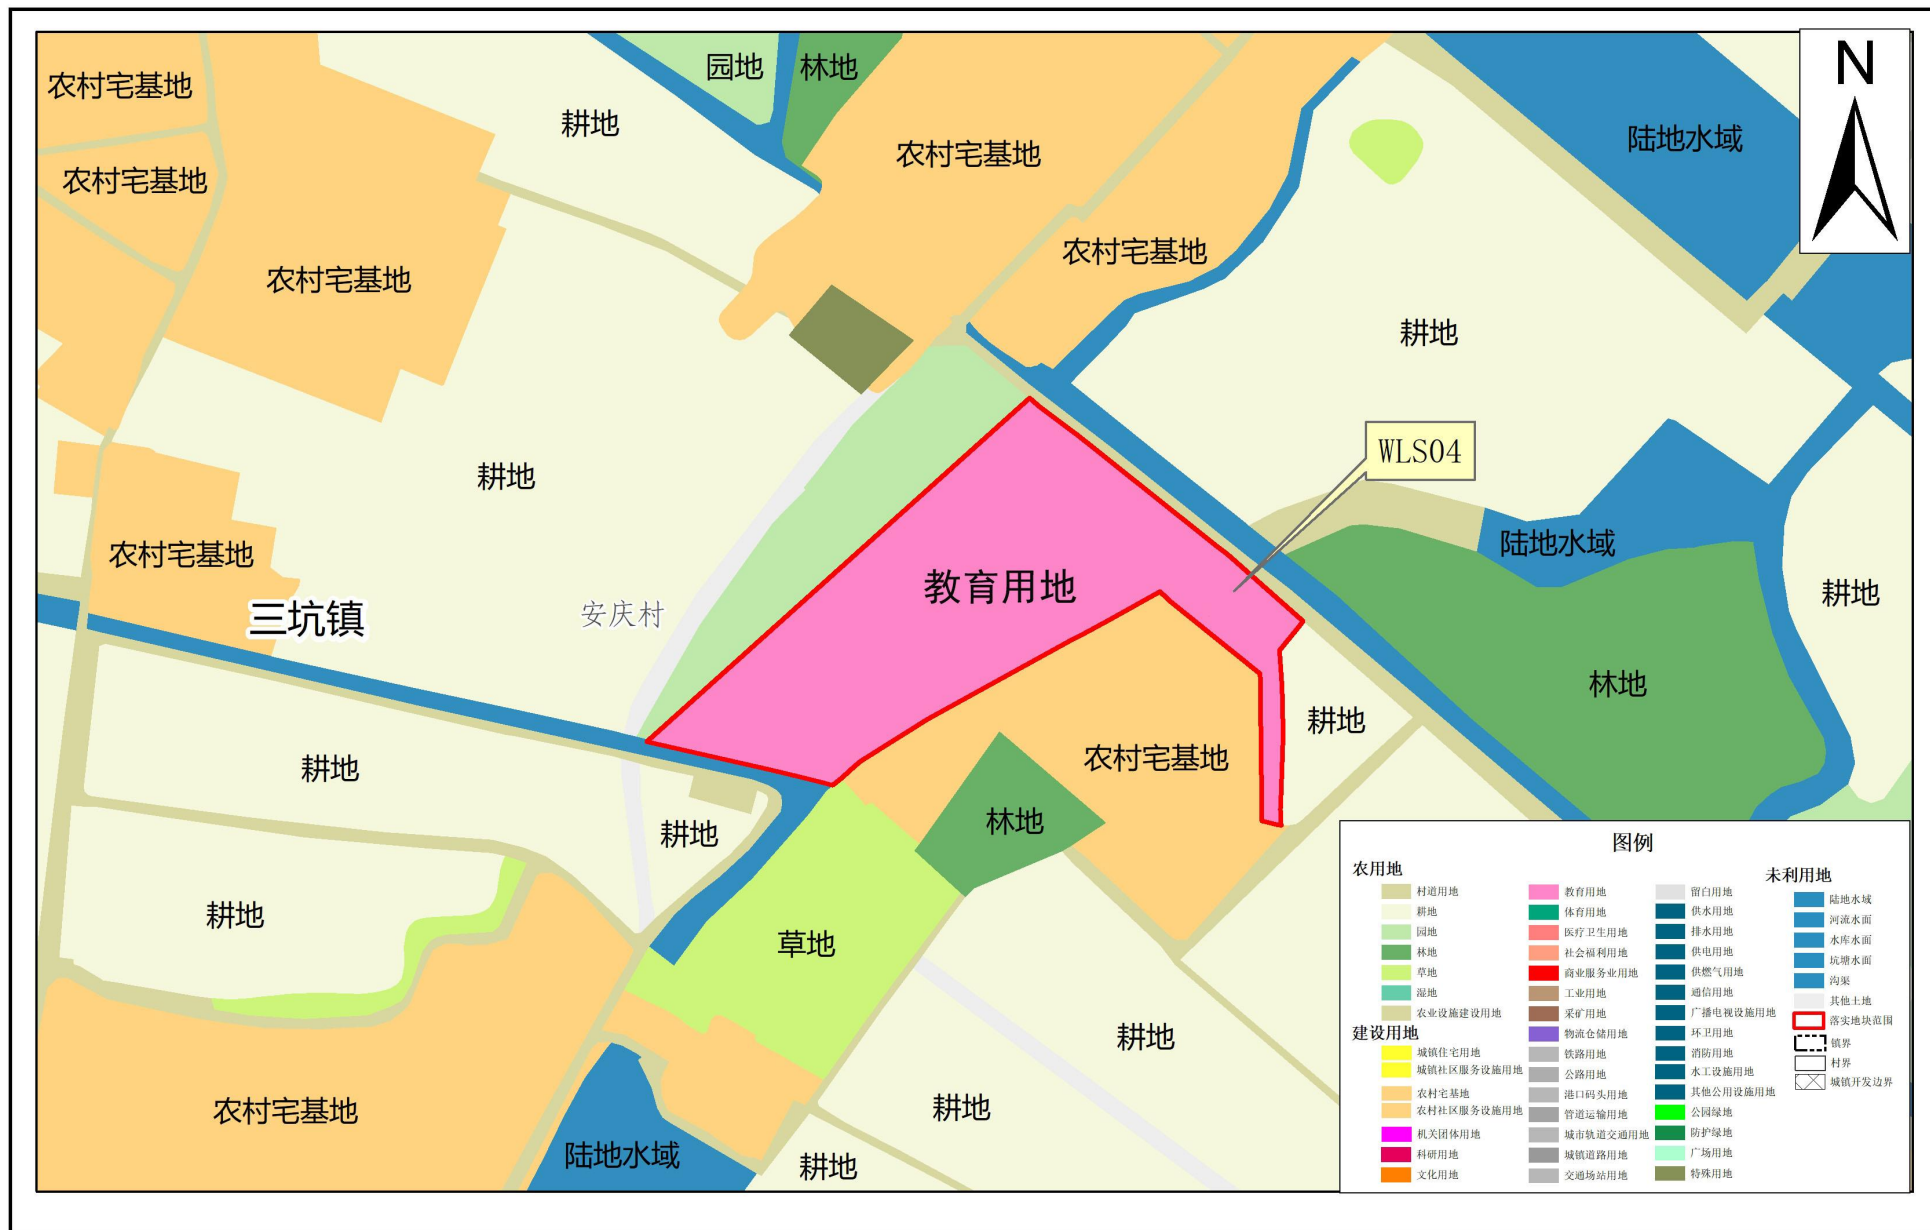 N
园地
林地
农村宅基地
耕地
陆地水域
农村宅基地
农村宅基地
农村宅基地
农村宅基地
耕地
WLS04
耕地
农村宅基地
陆地水域
教育用地
耕地
安庆村
三坑镇
林地
耕地
农村宅基地
耕地
林地
耕地
耕地
草地
耕地
耕地
农村宅基地
陆地水域
耕地
图例
农用地
村道用地
耕地
园地
林地
草地
湿地
农业设施建设用地
建设用地
城镇住宅用地
城镇社区服务设施用地
农村宅基地
农村社区服务设施用地
机关团体用地
科研用地
文化用地
教育用地
体育用地
医疗卫生用地
社会福利用地
商业服务业用地
工业用地
采矿用地
物流仓储用地
铁路用地
公路用地
港口码头用地
管道运输用地
城市轨道交通用地
城镇道路用地
交通场站用地
留白用地
供水用地
排水用地
供电用地
供燃气用地
通信用地
广播电视设施用地
环卫用地
消防用地
水工设施用地
其他公用设施用地
公园绿地
防护绿地
广场用地
特殊用地
未利用地
陆地水域
河流水面
水库水面
坑塘水面
沟渠
其他土地
落实地块范围
镇界
村界
城镇开发边界